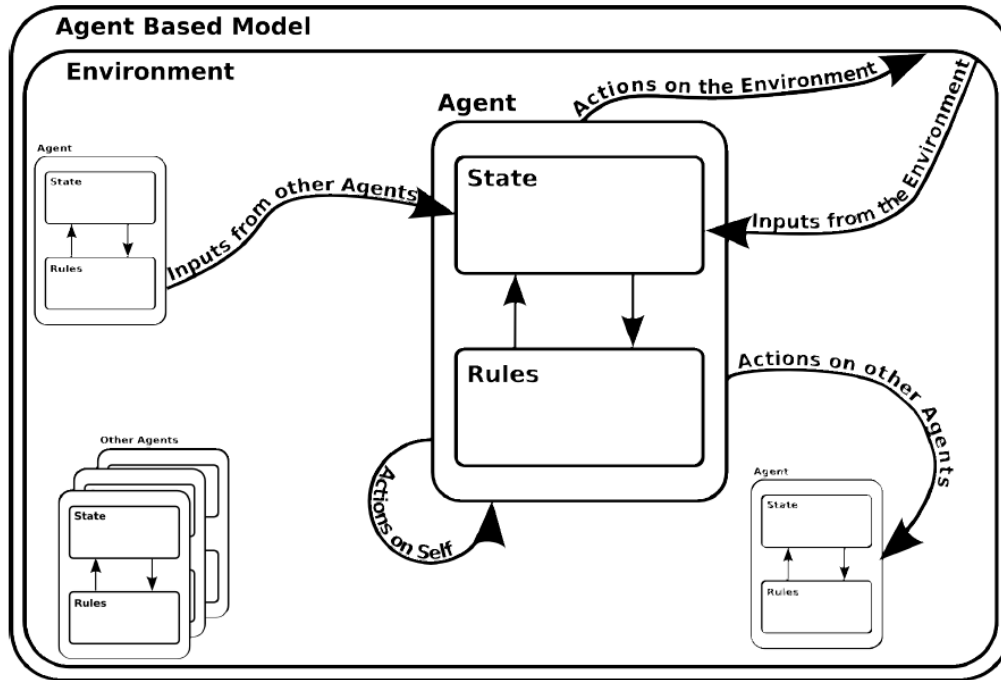 Agent Based Model
Environment
Actions on the Environment
Inputs from the Environment
Agent
State
Rules
Agent
State
Rules
Inputs from other Agents
Actions on other Agents
Actions on Self
Other Agents
State
Rules
Agent
State
Rules